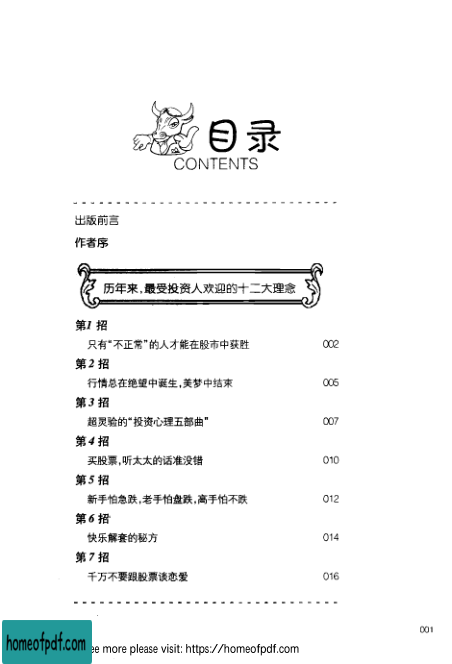 目录
CONTENTS
出版前言
作者序
历年来,最受投资人欢迎的十二大理念
第1招
只有“不正常”的人才能在股市中获胜 002
第2招
行情总在绝望中诞生,美梦中结束 005
第3招
超灵验的“投资心理五部曲” 007
第4招
买股票,听太太的话准没错 010
第5招
新手怕急跌,老手怕盘跌,高手怕不跌 012
第6招
快乐解套的秘方 014
第7招
千万不要跟股票谈恋爱 016
001
homeofpdf.com
ee more please visit: https://homeofpdf.com